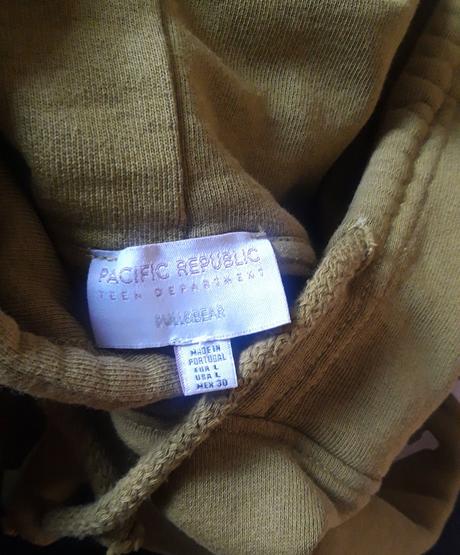 PACIFIC REPUBLIC
TEEN DEPARTMENT
PULL&BEAR
MADE IN
PORTUGAL
EUR L
USA L
MEX 30